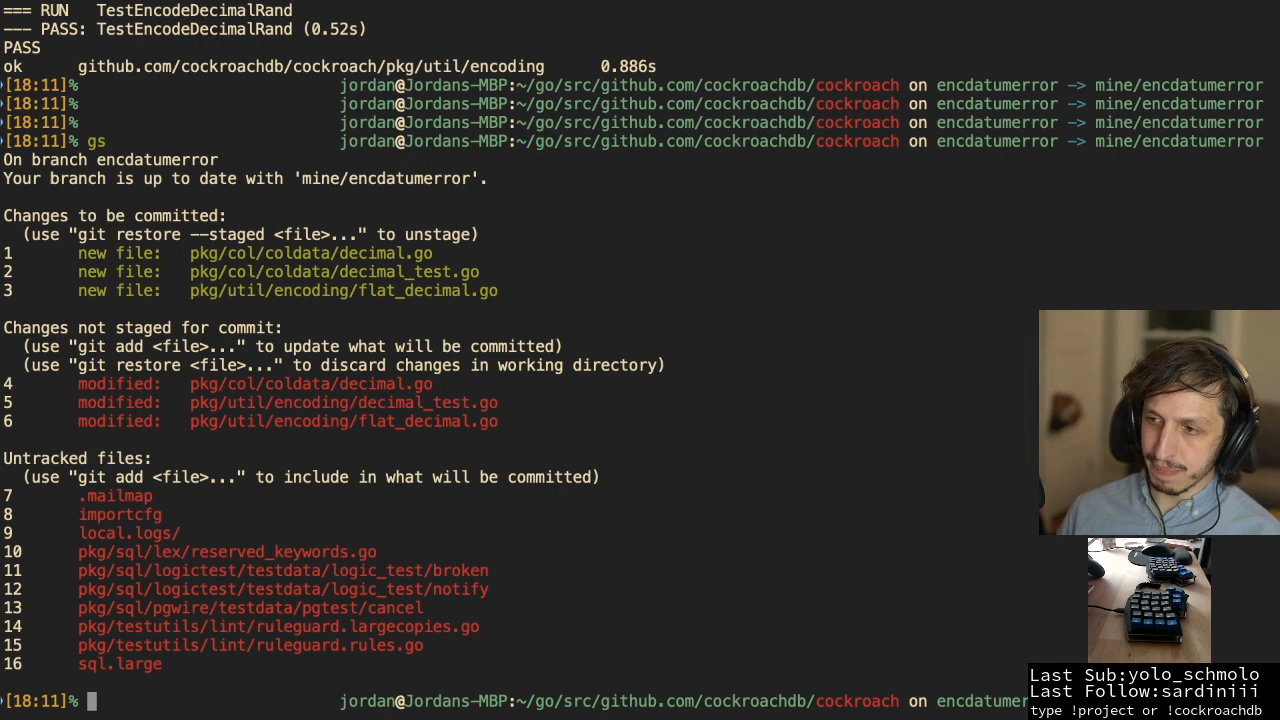 === RUN   TestEncodeDecimalRand
--- PASS: TestEncodeDecimalRand (0.52s)
PASS
ok      github.com/cockroachdb/cockroach/pkg/util/encoding      0.886s
[18:11]% jordan@Jordans-MBP:~/go/src/github.com/cockroachdb/cockroach on encdatumerror -> mine/encdatumerror
[18:11]% jordan@Jordans-MBP:~/go/src/github.com/cockroachdb/cockroach on encdatumerror -> mine/encdatumerror
[18:11]% jordan@Jordans-MBP:~/go/src/github.com/cockroachdb/cockroach on encdatumerror -> mine/encdatumerror
[18:11]% gs jordan@Jordans-MBP:~/go/src/github.com/cockroachdb/cockroach on encdatumerror -> mine/encdatumerror
On branch encdatumerror
Your branch is up to date with 'mine/encdatumerror'.
Changes to be committed:
(use "git restore --staged <file>..." to unstage)
1 new file: pkg/col/coldata/decimal.go
2 new file: pkg/col/coldata/decimal_test.go
3 new file: pkg/util/encoding/flat_decimal.go
Changes not staged for commit:
(use "git add <file>..." to update what will be committed)
(use "git restore <file>..." to discard changes in working directory)
4 modified: pkg/col/coldata/decimal.go
5 modified: pkg/util/encoding/decimal_test.go
6 modified: pkg/util/encoding/flat_decimal.go
Untracked files:
(use "git add <file>..." to include in what will be committed)
7 .mailmap
8 importcfg
9 local.logs/
10 pkg/sql/lex/reserved_keywords.go
11 pkg/sql/logictest/testdata/logic_test/broken
12 pkg/sql/logictest/testdata/logic_test/notify
13 pkg/sql/pgwire/testdata/pgtest/cancel
14 pkg/testutils/lint/ruleguard.largecopies.go
15 pkg/testutils/lint/ruleguard.rules.go
16 sql.large
[18:11]% jordan@Jordans-MBP:~/go/src/github.com/cockroachdb/cockroach on encdatumer
Last Sub:yolo_schmolo
Last Follow:sardiniii
type !project or !cockroachdb